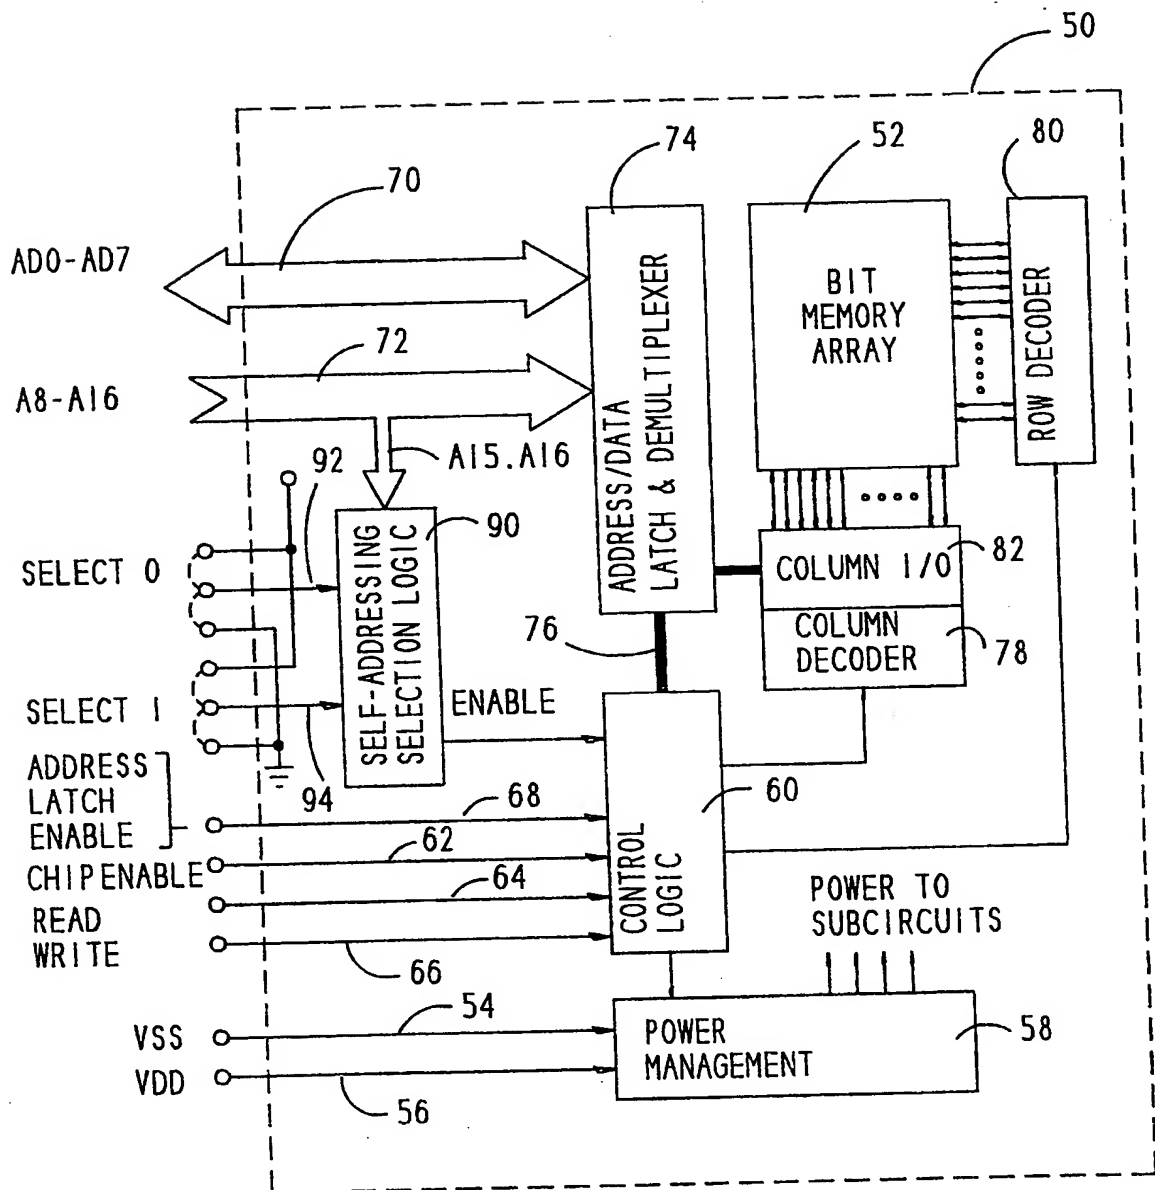 50
74
52
80
70
AD0-AD7
72
A8-A16
A15.A16
92
90
SELECT 0
SELECT 1
94
SELF-ADDRESSING
SELECTION LOGIC
ADDRESS/DATA
LATCH & DEMULTIPLEXER
BIT
MEMORY
ARRAY
ROW DECODER
COLUMN I/O
82
COLUMN
DECODER
78
76
ENABLE
ADDRESS
LATCH
ENABLE
68
CHIPENABLE
62
READ
64
WRITE
66
CONTROL
LOGIC
60
POWER TO
SUBCIRCUITS
VSS
54
VDD
56
POWER
MANAGEMENT
58